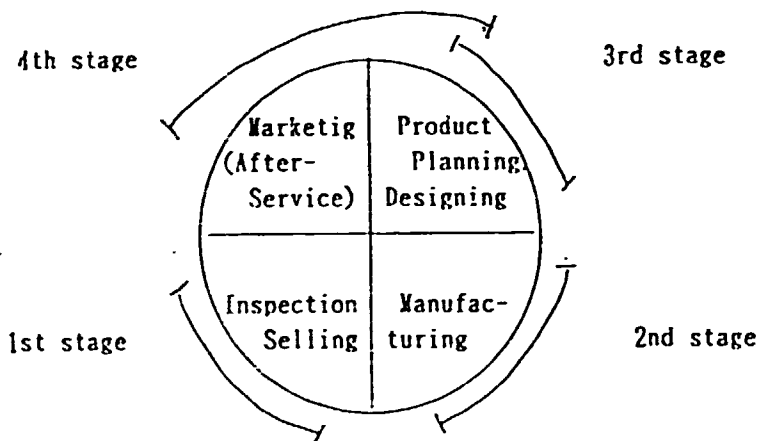 4th stage
3rd stage
Marketig
(After-
Service)
Product
Planning.
Designing
Inspection
Selling
Manufac-
turing
1st stage
2nd stage